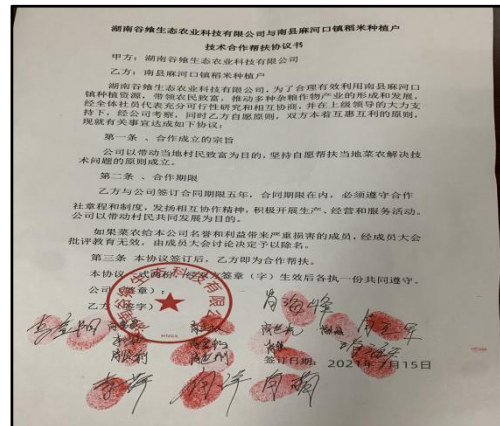 湖南谷飨生态农业科技有限公司与南县麻河口镇稻米种植户
技术合作帮扶协议书
甲方：湖南谷飨生态农业科技有限公司
乙方：南县麻河口镇稻米种植户
湖南谷飨生态农业科技有限公司,为了合理有效利用南县麻河口
镇种植资源，带领农民致富，推动多种杂粮作物产业的形成和发展，
经全体社员代表充分可行性研究和相互协商，并在上级领导的大力支
持下，经公司考察，同时乙方自愿原则，双方本着互惠互利的原则，
现就有关事宜达成如下协议：
第一条 、合作成立的宗旨
公司以带动当地村民致富为目的,坚持自愿帮扶当地菜农解决技
术问题的原则成立。
第二条 、合作期限
乙方与公司签订合同期限五年，合同期限在内，必须遵守合作
社章程和制度，发扬相互协作精神,积极开展生产、经营和服务活动。
公司以带动村民共同发展为目的。
如果菜农给本公司名誉和利益带来严重损害的成员，经成员大会
批评教育无效，由成员大会讨论决定予以除名。
第三条 本协议签订后，乙方即为合作帮扶。
本协议一式两份，经双方签章（字）生效后各执一份共同遵守。
公司（签章）：
乙方（签字）
签订日期：2021年7月15日